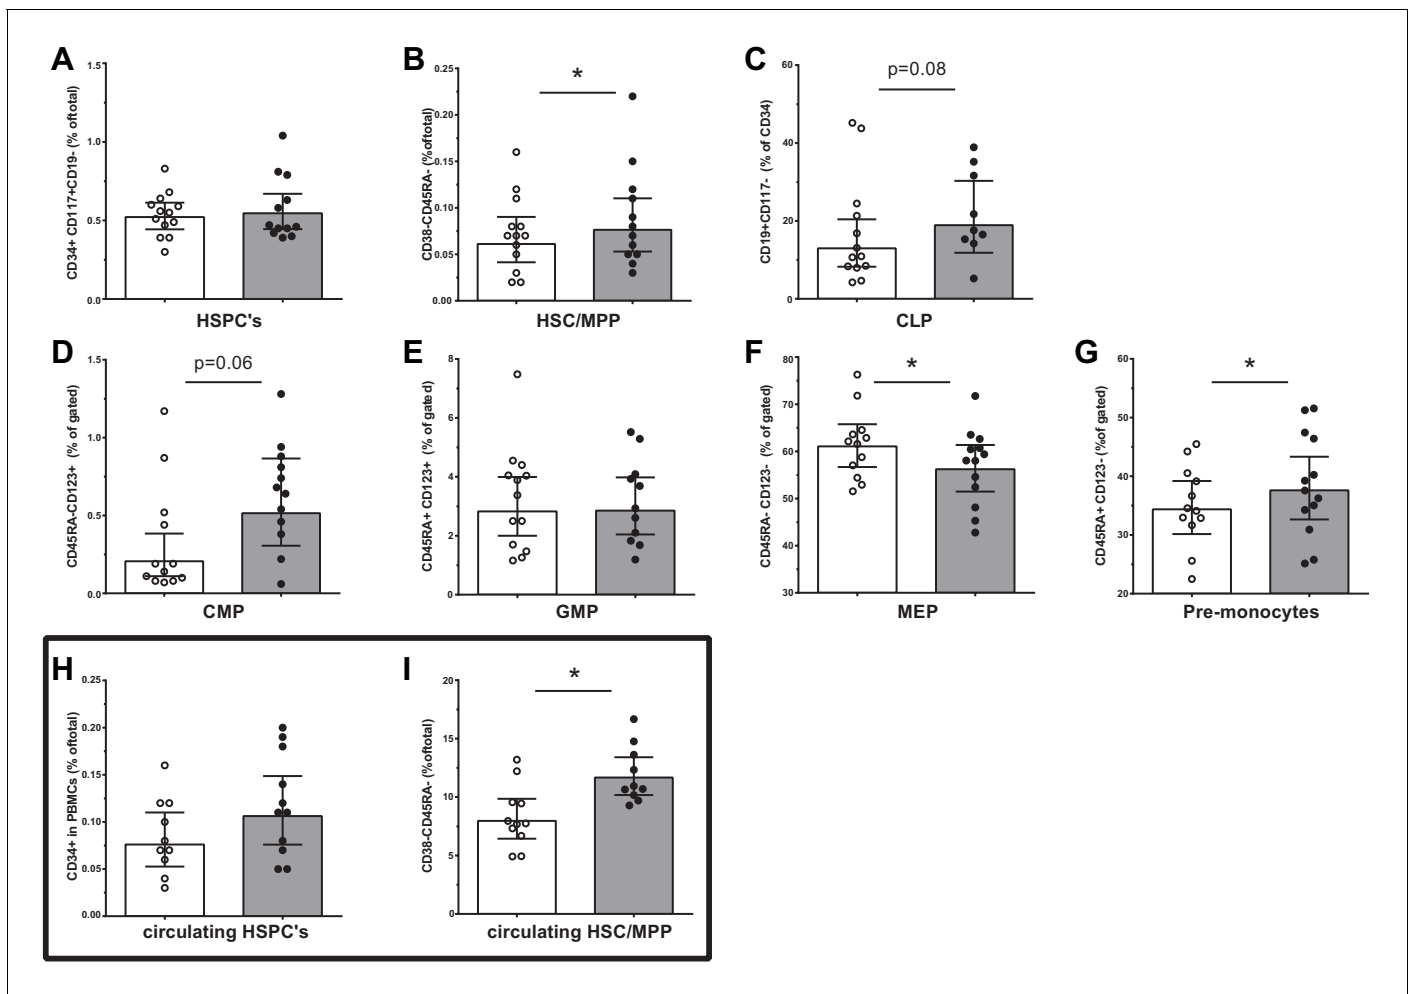 A
CD34+ CD117+CD19- (% oftotal)
1.5
1.0
0.5
0.0
HSPC's
B
*
CD38-CD45RA- (%oftotal)
0.25
0.20
0.15
0.10
0.05
0.00
HSC/MPP
C
p=0.08
CD19+CD117- (% of CD34)
60
40
20
0
CLP
D
p=0.06
CD45RA-CD123+ (% of gated)
1.5
1.0
0.5
0.0
CMP
E
CD45RA+ CD123+ (% of gated)
8
6
4
2
0
GMP
F
*
CD45RA- CD123- (% of gated)
80
70
60
50
40
30
MEP
G
*
CD45RA+ CD123- (%of gated)
60
50
40
30
20
Pre-monocytes
H
CD34+ in PBMCs (% oftotal)
0.25
0.20
0.15
0.10
0.05
0.00
circulating HSPC's
I
*
CD38-CD45RA- (%oftotal)
20
15
10
5
0
circulating HSC/MPP